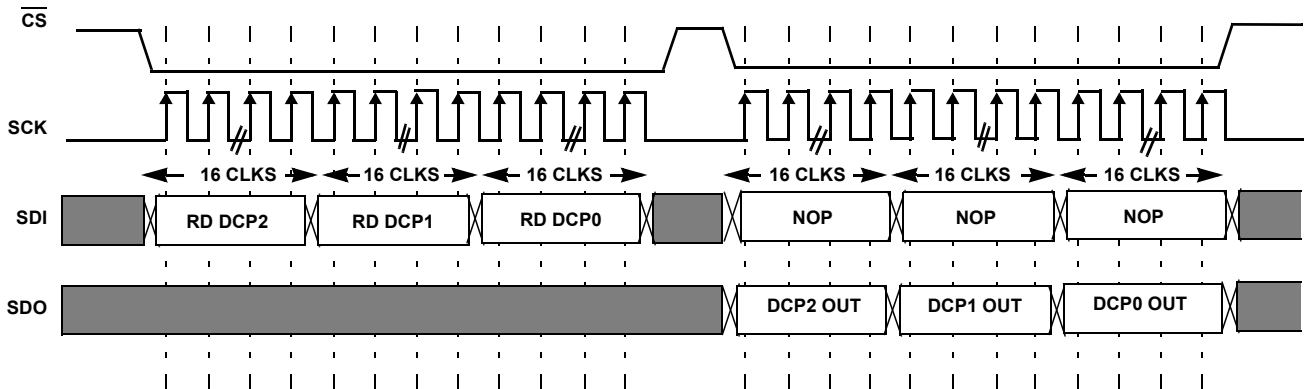 CS
SCK
16 CLKS 16 CLKS 16 CLKS 16 CLKS 16 CLKS 16 CLKS
SDI RD DCP2 RD DCP1 RD DCP0 NOP NOP NOP
SDO DCP2 OUT DCP1 OUT DCP0 OUT